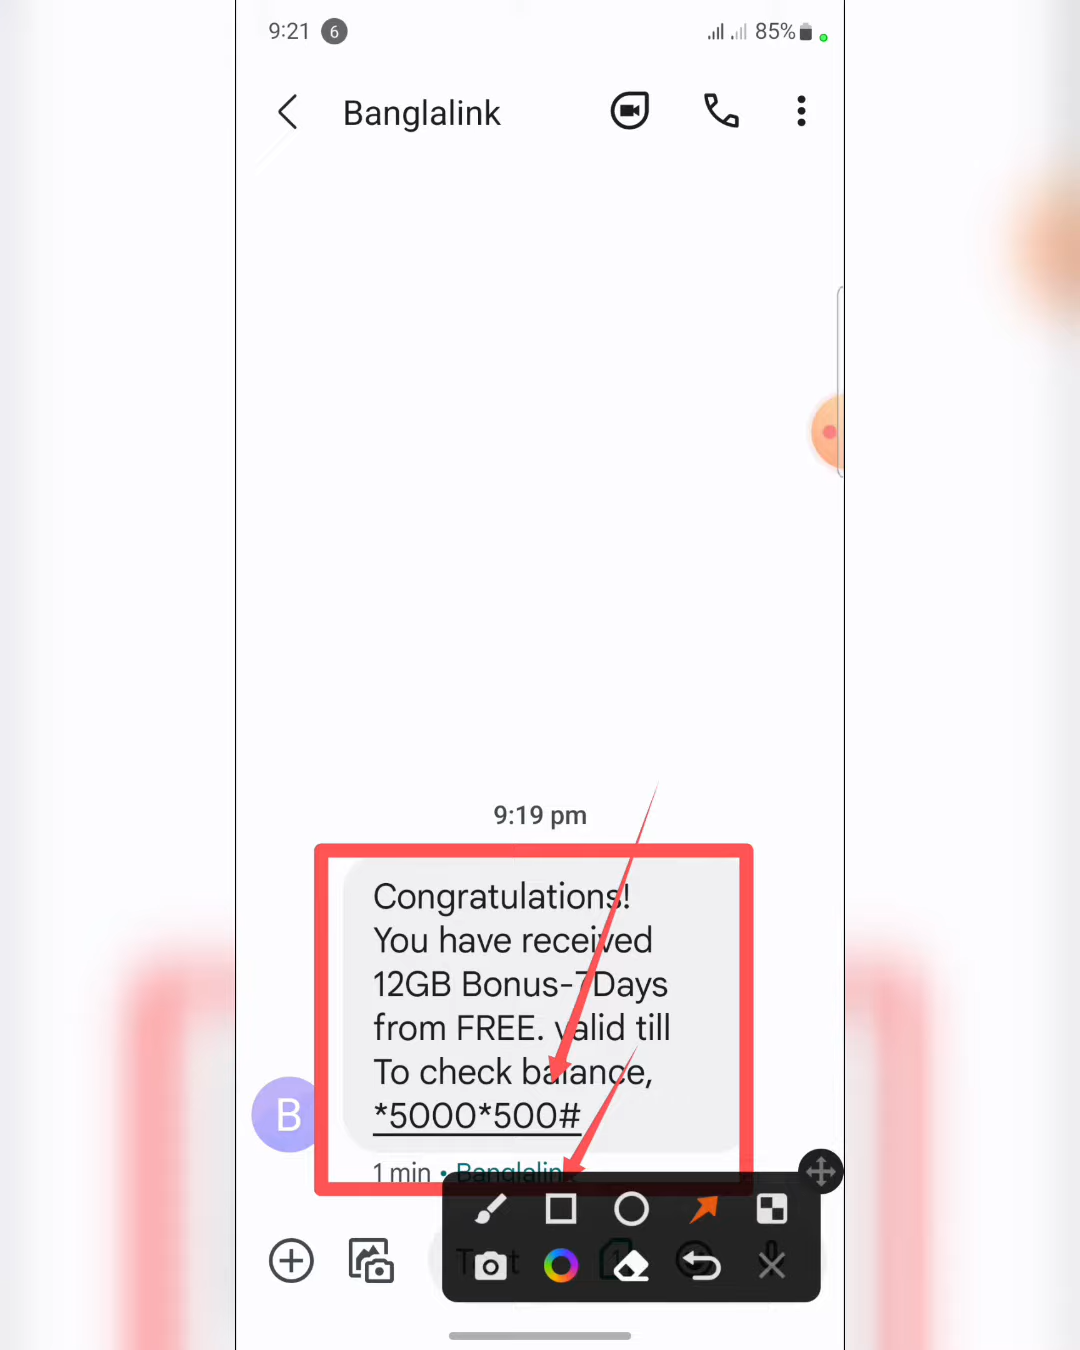 9:21 6 85%
Banglalink
9:19 pm
Congratulations!
You have received
12GB Bonus-7Days
from FREE. valid till
To check balance,
*5000*500#
B
1 min • Banglalin